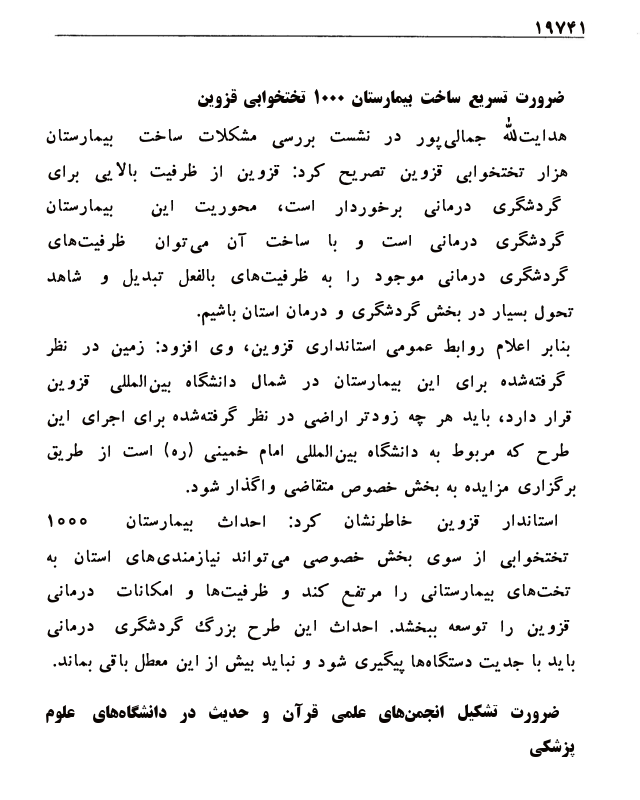 ۱۹۷۴۱
ضرورت تسریع ساخت بیمارستان ۱۰۰۰ تختخوابی قزوین
هدایت‌الله جمالی‌پور در نشست بررسی مشکلات ساخت بیمارستان
هزار تختخوابی قزوین تصریح کرد: قزوین از ظرفیت بالایی برای
گردشگری درمانی برخوردار است، محوریت این بیمارستان
گردشگری درمانی است و با ساخت آن می‌توان ظرفیت‌های
گردشگری درمانی موجود را به ظرفیت‌های بالفعل تبدیل و شاهد
تحول بسیار در بخش گردشگری و درمان استان باشیم.
بنابر اعلام روابط عمومی استانداری قزوین، وی افزود: زمین در نظر
گرفته‌شده برای این بیمارستان در شمال دانشگاه بین‌المللی قزوین
قرار دارد، باید هر چه زودتر اراضی در نظر گرفته‌شده برای اجرای این
طرح که مربوط به دانشگاه بین‌المللی امام خمینی (ره) است از طریق
برگزاری مزایده به بخش خصوص متقاضی واگذار شود.
استاندار قزوین خاطرنشان کرد: احداث بیمارستان ۱۰۰۰
تختخوابی از سوی بخش خصوصی می‌تواند نیازمندی‌های استان به
تخت‌های بیمارستانی را مرتفع کند و ظرفیت‌ها و امکانات درمانی
قزوین را توسعه ببخشد. احداث این طرح بزرگ گردشگری درمانی
باید با جدیت دستگاه‌ها پیگیری شود و نباید بیش از این معطل باقی بماند.
ضرورت تشکیل انجمن‌های علمی قرآن و حدیث در دانشگاه‌های علوم
پزشکی